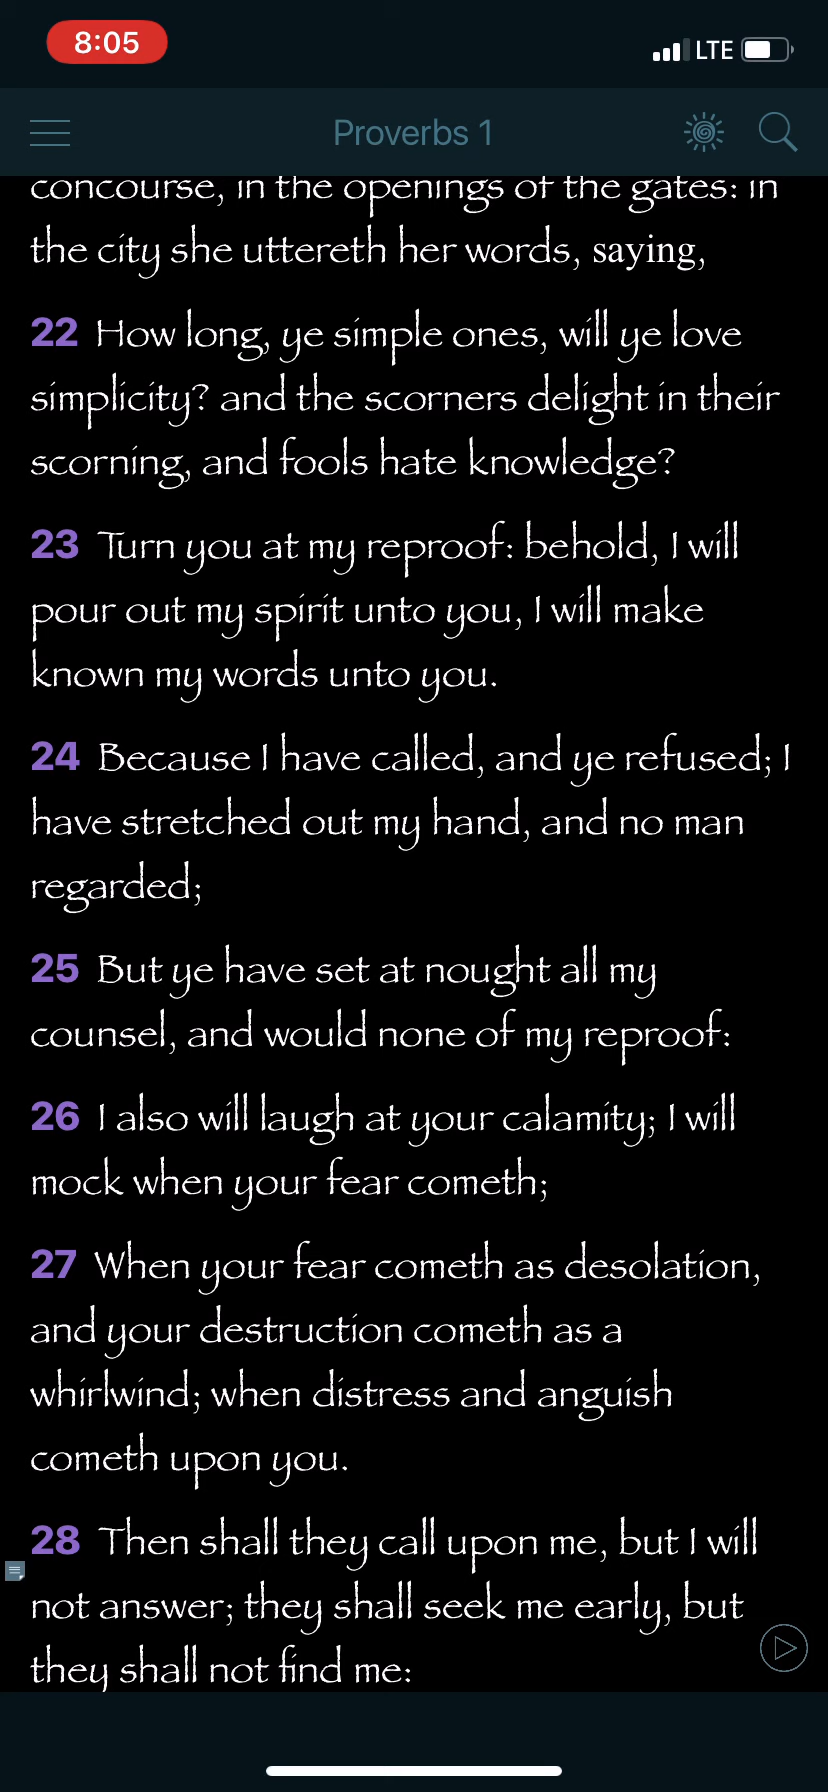 8:05
LTE
Proverbs 1
concourse, in the openings of the gates: in
the city she uttereth her words, saying,
22 How long, ye simple ones, will ye love
simplicity? and the scorners delight in their
scorning, and fools hate knowledge?
23 Turn you at my reproof: behold, I will
pour out my spirit unto you, I will make
known my words unto you.
24 Because I have called, and ye refused; I
have stretched out my hand, and no man
regarded;
25 But ye have set at nought all my
counsel, and would none of my reproof:
26 I also will laugh at your calamity; I will
mock when your fear cometh;
27 When your fear cometh as desolation,
and your destruction cometh as a
whirlwind; when distress and anguish
cometh upon you.
28 Then shall they call upon me, but I will
not answer; they shall seek me early, but
they shall not find me: